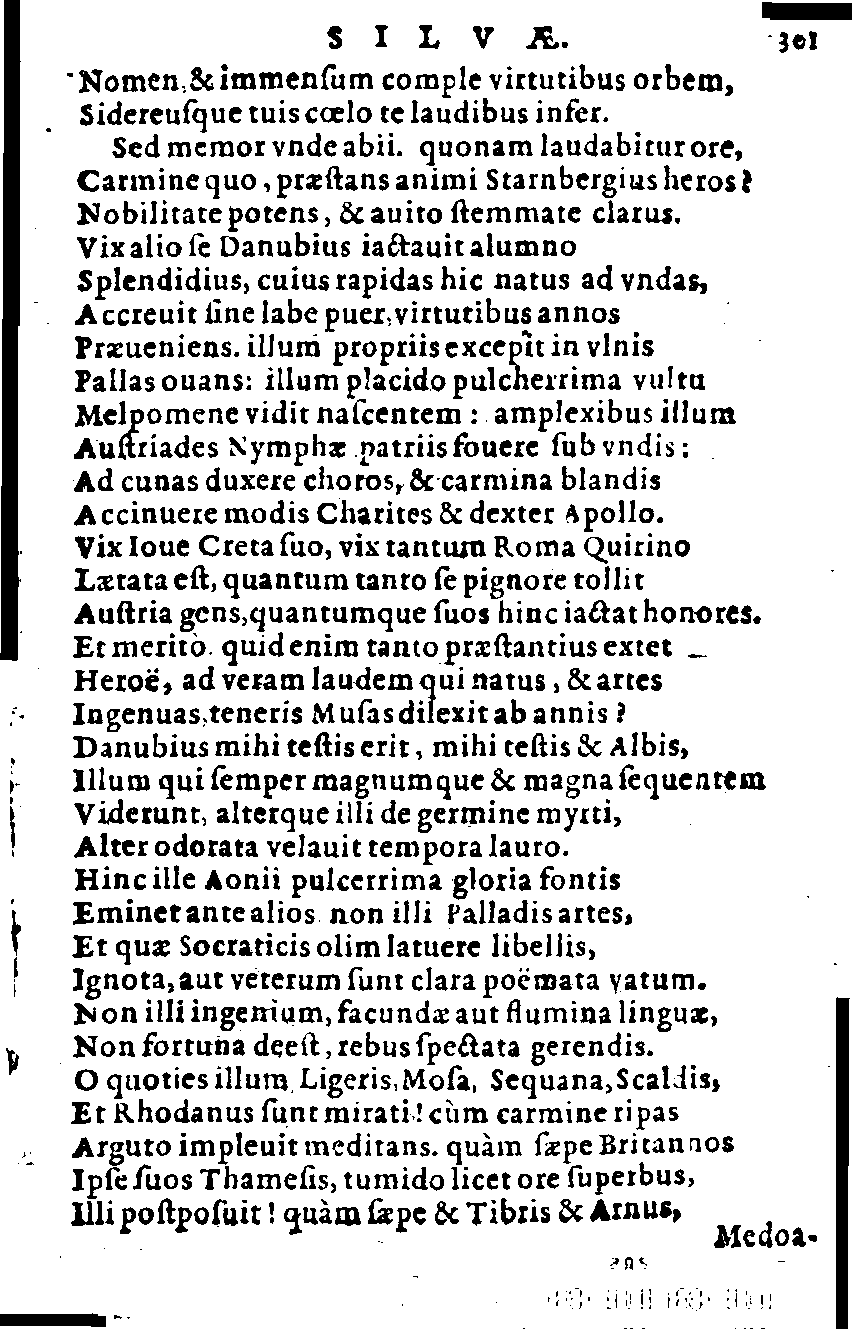 S I L V Æ. 301
Nomen, & immenſum comple virtutibus orbem,
Sidereuſque tuis cœlo te laudibus infer.
Sed memor vnde abii. quonam laudabitur ore,
Carmine quo, præſtans animi Starnbergius heros?
Nobilitate potens, & auito ſtemmate clarus.
Vix alio ſe Danubius iactauit alumno
Splendidius, cuius rapidas hic natus ad vndas,
Accreuit ſine labe puer, virtutibus annos
Præueniens. illum propriis excepit in vlnis
Pallas ouans: illum placido pulcherrima vultu
Melpomene vidit naſcentem: amplexibus illum
Auſtriades Nymphæ patriis fouere ſub vndis:
Ad cunas duxere choros, & carmina blandis
Accinuere modis Charites & dexter Apollo.
Vix Ioue Creta ſuo, vix tantum Roma Quirino
Lætata eſt, quantum tanto ſe pignore tollit
Auſtria gens, quantumque ſuos hinc iactat honores.
Et meritò. quid enim tanto præſtantius extet
Heroë, ad veram laudem qui natus, & artes
Ingenuas, teneris Muſas dilexit ab annis?
Danubius mihi teſtis erit, mihi teſtis & Albis,
Illum qui ſemper magnumque & magna ſequentem
Viderunt, alterque illi de germine myrti,
Alter odorata velauit tempora lauro.
Hinc ille Aonii pulcerrima gloria fontis
Eminet ante alios non illi Palladis artes,
Et quæ Socraticis olim latuere libellis,
Ignota, aut veterum ſunt clara poëmata vatum.
Non illi ingenium, facundæ aut flumina linguæ,
Non fortuna deeſt, rebus ſpectata gerendis.
O quoties illum Ligeris, Moſa, Sequana, Scaldis,
Et Rhodanus ſunt mirati! cùm carmine ripas
Arguto impleuit meditans. quàm ſæpe Britannos
Ipſe ſuos Thameſis, tumido licet ore ſuperbus,
Illi poſtpoſuit! quàm ſæpe & Tibris & Arnus,
Medoa-